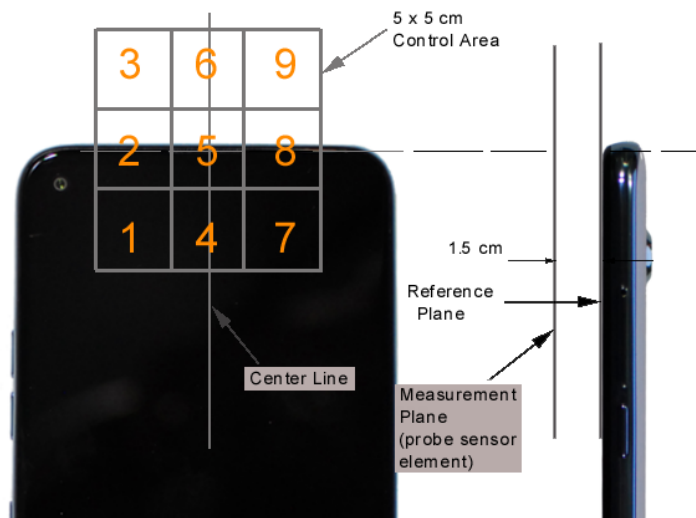 5 x 5 cm
Control Area
3 6 9
2 5 8
1 4 7
1.5 cm
Reference
Plane
Center Line
Measurement
Plane
(probe sensor
element)